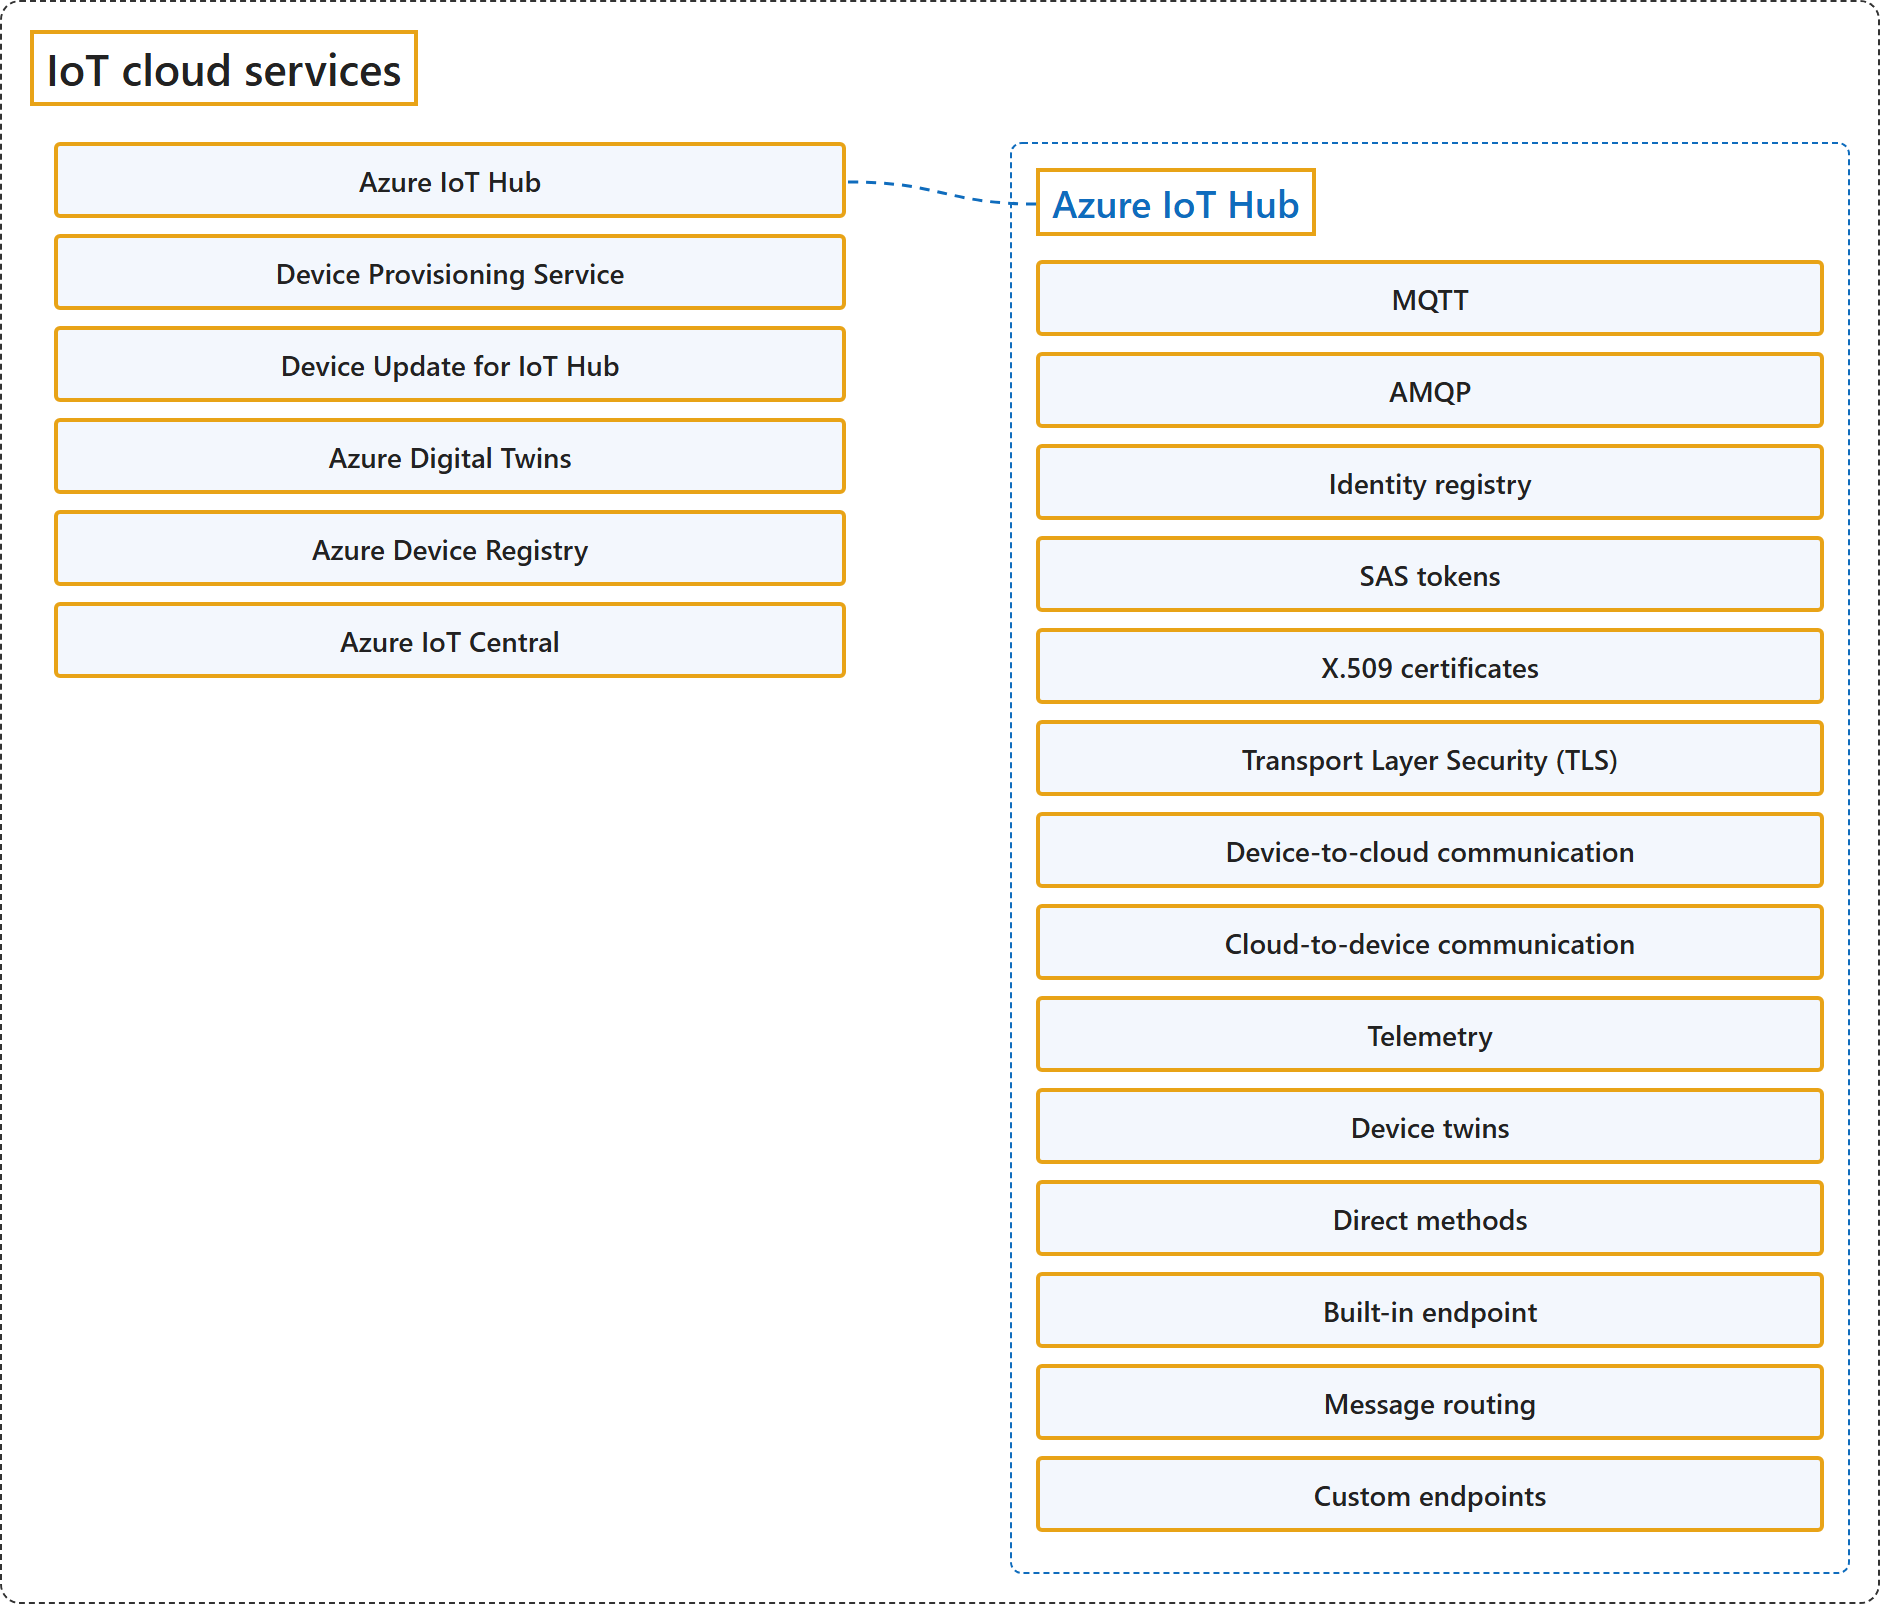 IoT cloud services
Azure IoT Hub
Device Provisioning Service
Device Update for IoT Hub
Azure Digital Twins
Azure Device Registry
Azure IoT Central
Azure IoT Hub
MQTT
AMQP
Identity registry
SAS tokens
X.509 certificates
Transport Layer Security (TLS)
Device-to-cloud communication
Cloud-to-device communication
Telemetry
Device twins
Direct methods
Built-in endpoint
Message routing
Custom endpoints